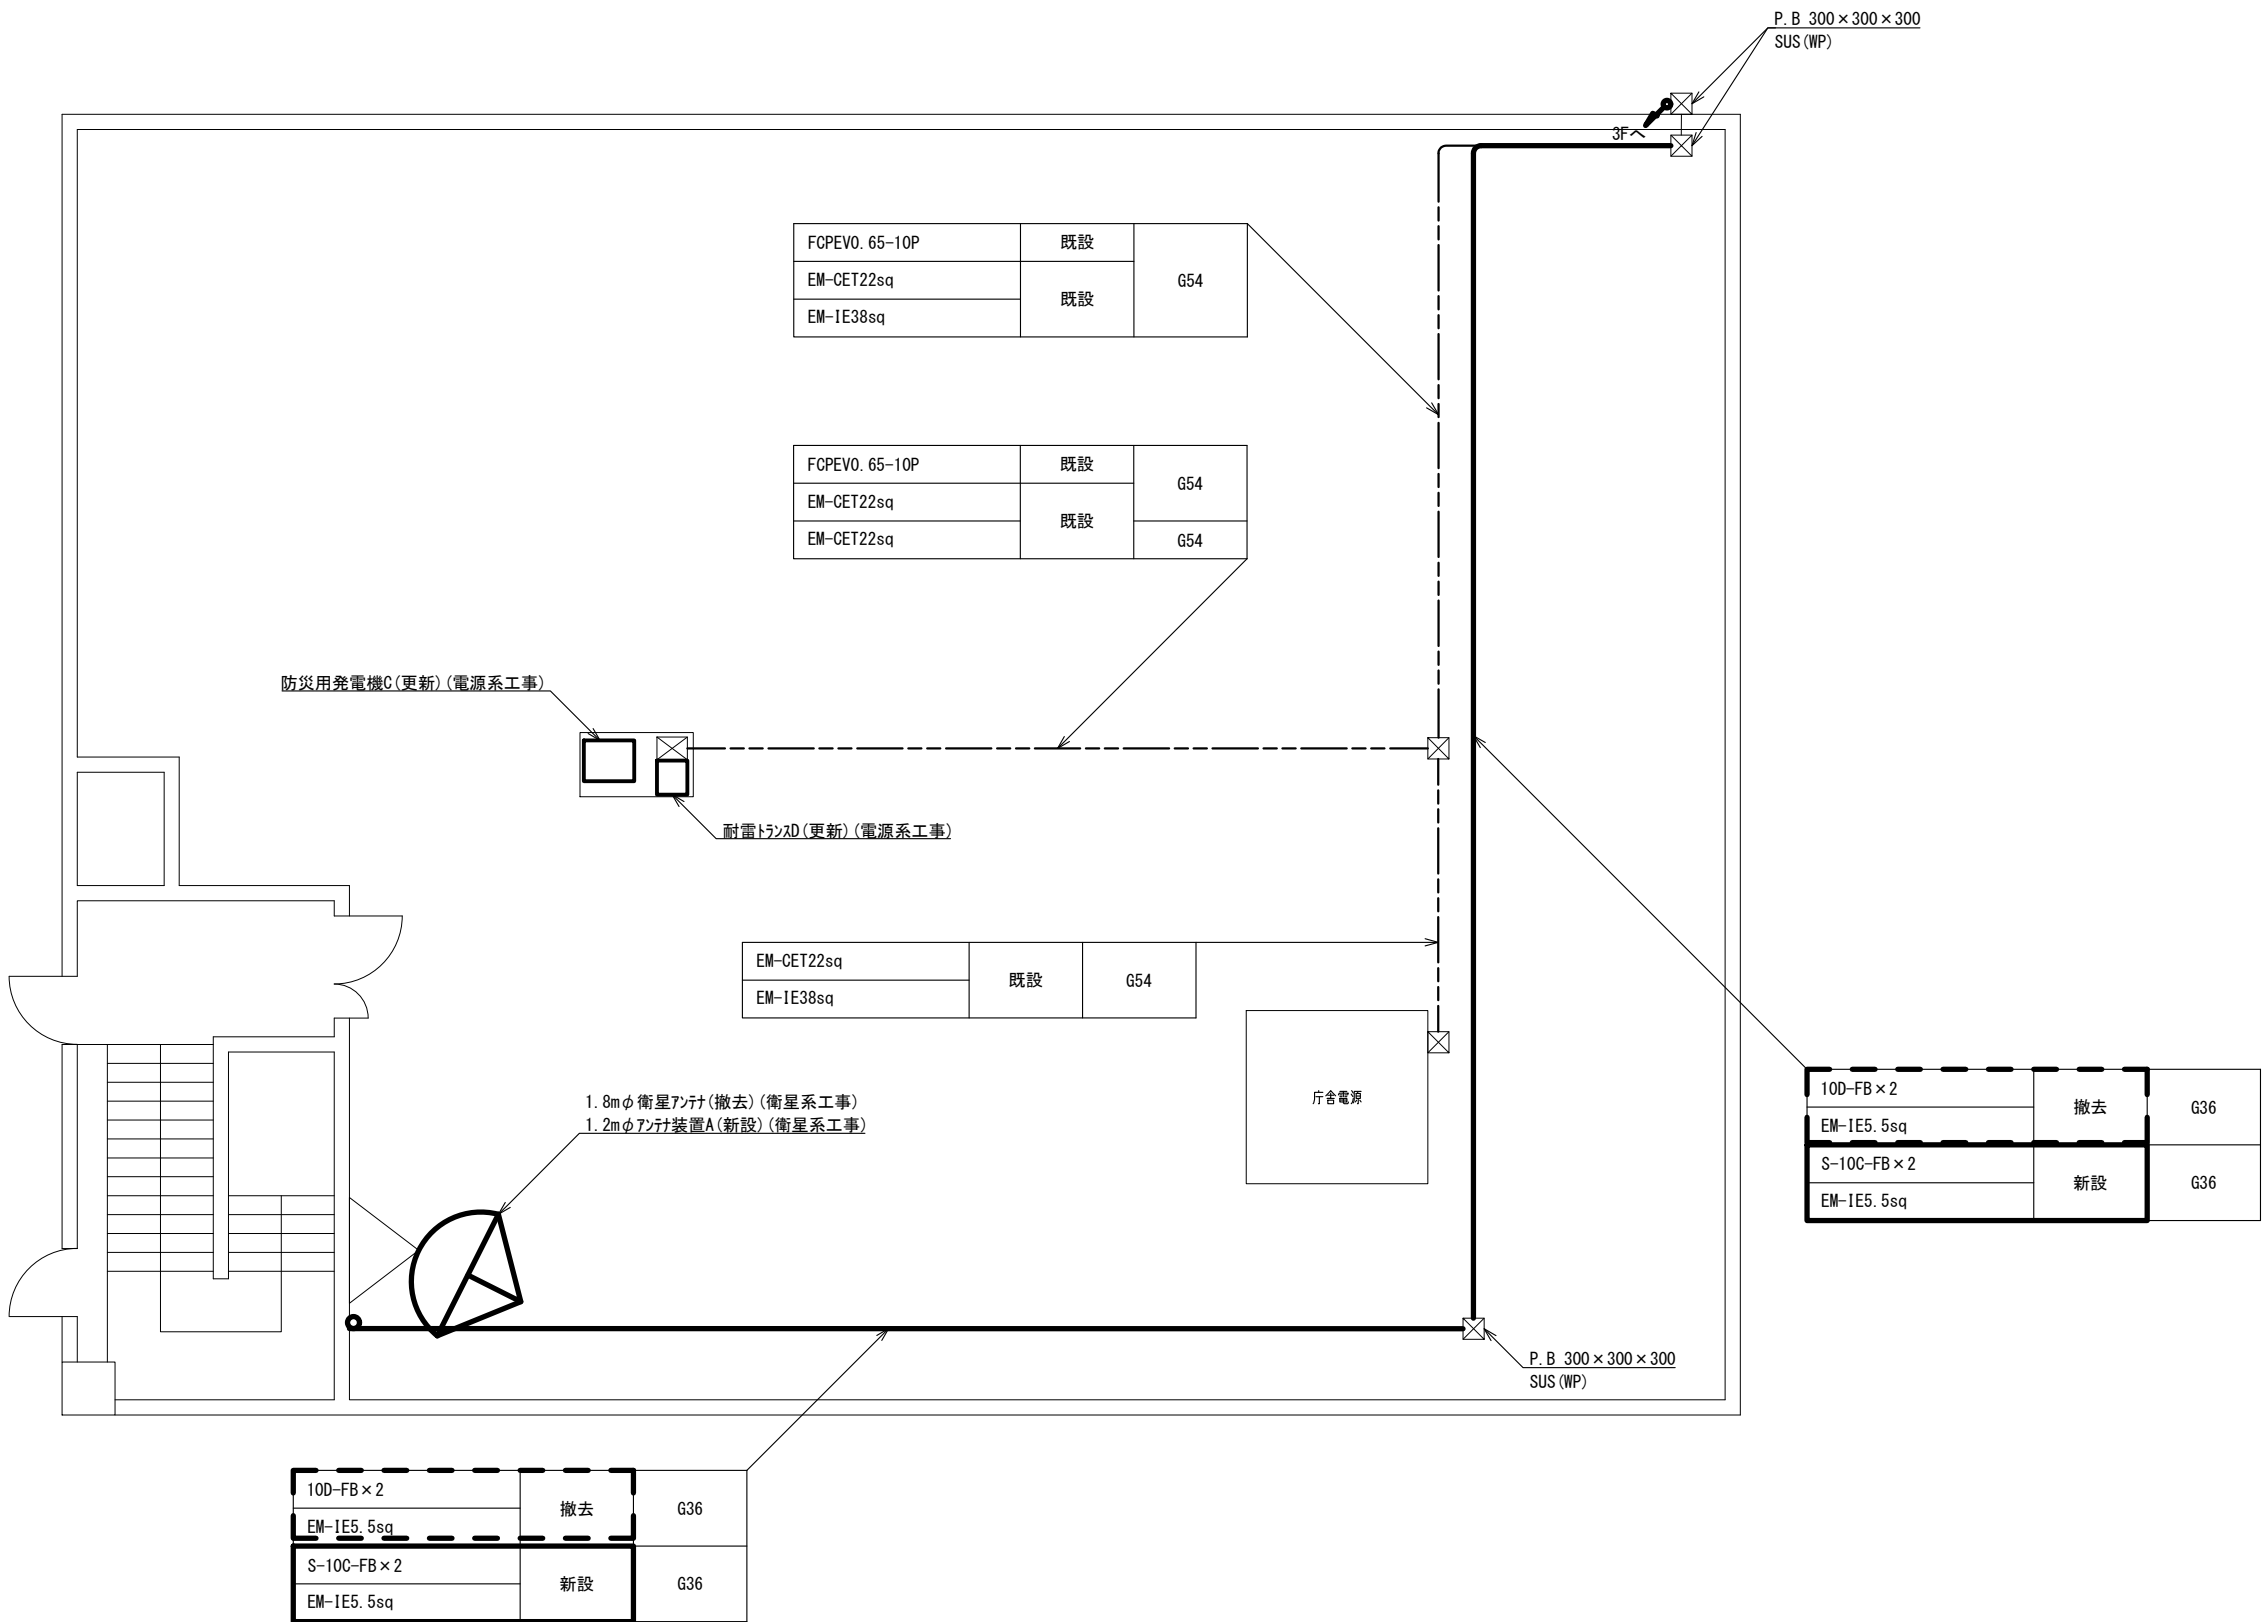 P.B 300×300×300
SUS(WP)
3Fへ
FCPEV0.65-10P 既設 G54
EM-CET22sq 既設
EM-IE38sq
FCPEV0.65-10P 既設 G54
EM-CET22sq 既設
EM-CET22sq G54
防災用発電機C(更新)(電源系工事)
耐雷トランスD(更新)(電源系工事)
EM-CET22sq 既設 G54
EM-IE38sq
庁舎電源
1.8mφ衛星アンテナ(撤去)(衛星系工事)
1.2mφアンテナ装置A(新設)(衛星系工事)
10D-FB×2 撤去 G36
EM-IE5.5sq
S-10C-FB×2 新設 G36
EM-IE5.5sq
P.B 300×300×300
SUS(WP)
10D-FB×2 撤去 G36
EM-IE5.5sq
S-10C-FB×2 新設 G36
EM-IE5.5sq